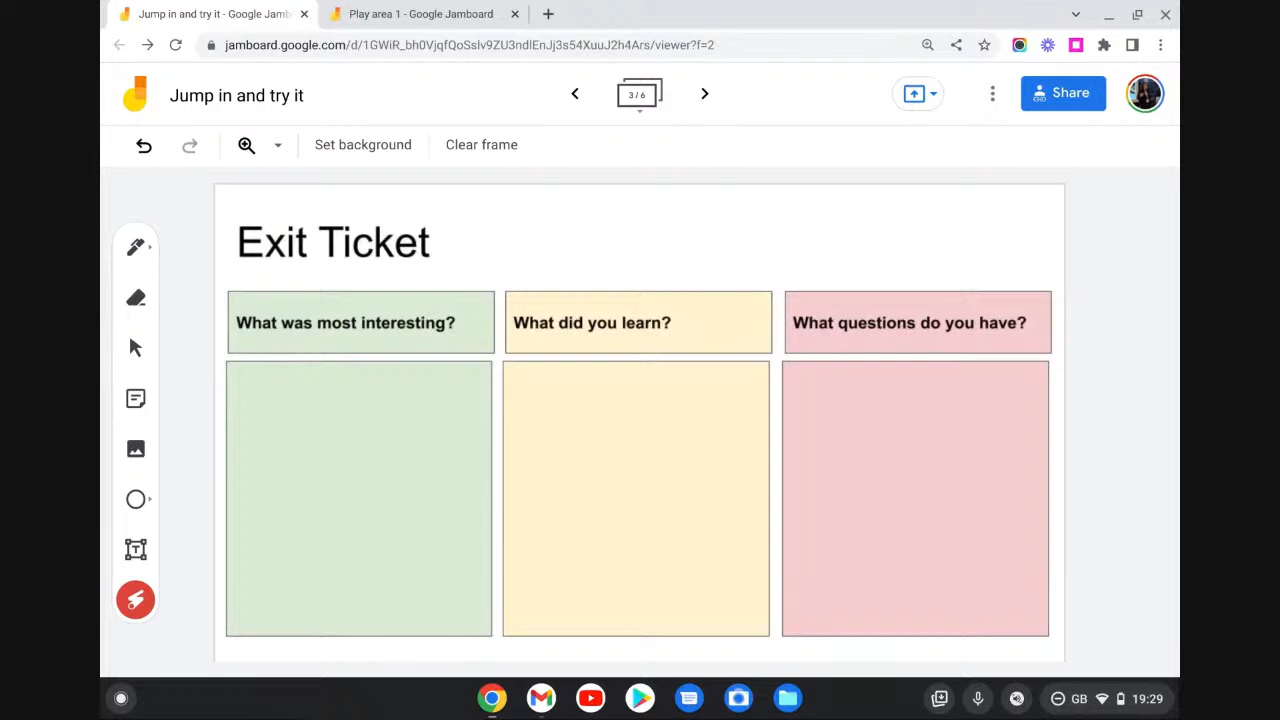 Jump in and try it - Google Jamb
Play area 1 - Google Jamboard
jamboard.google.com/d/1GWiR_bh0VjqfQoSslv9ZU3ndlEnJj3s54XuuJ2h4Ars/viewer?f=2
Jump in and try it
3 / 6
Share
Set background
Clear frame
Exit Ticket
What was most interesting?
What did you learn?
What questions do you have?
T
GB
19:29